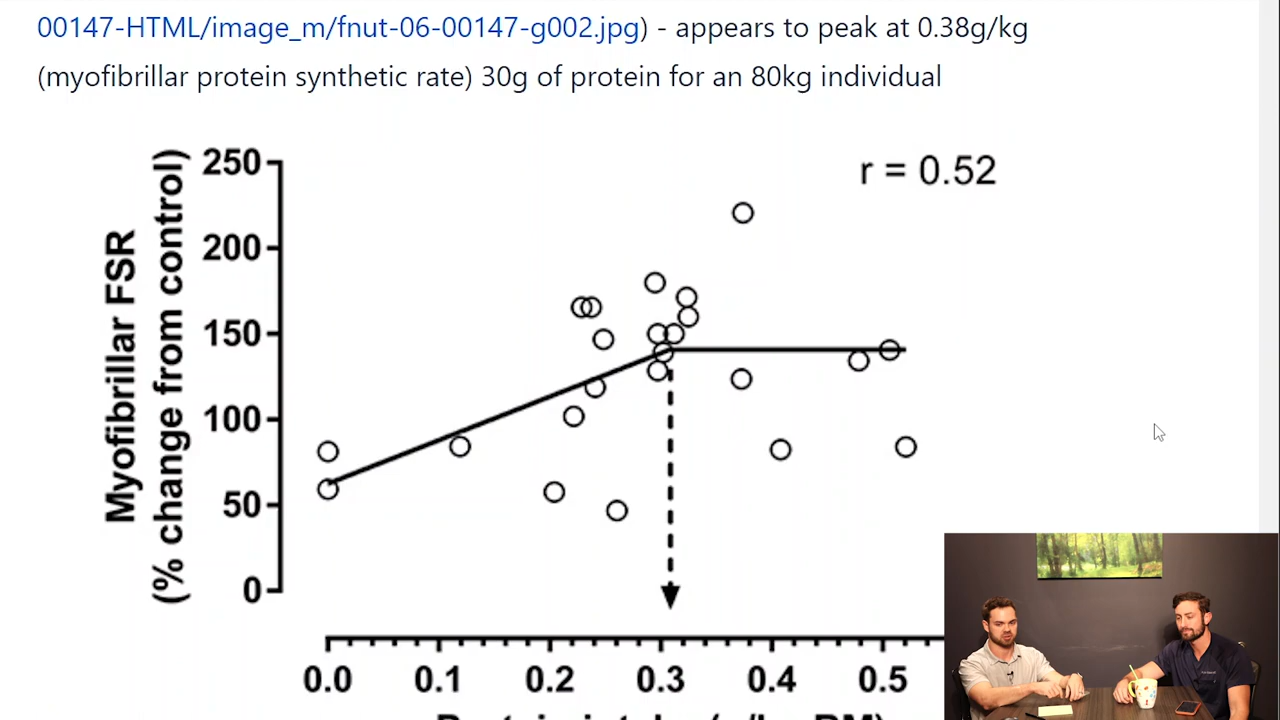 00147-HTML/image_m/fnut-06-00147-g002.jpg) - appears to peak at 0.38g/kg
(myofibrillar protein synthetic rate) 30g of protein for an 80kg individual
r = 0.52
Myofibrillar FSR
(% change from control)
250
200
150
100
50
0
0.0 0.1 0.2 0.3 0.4 0.5